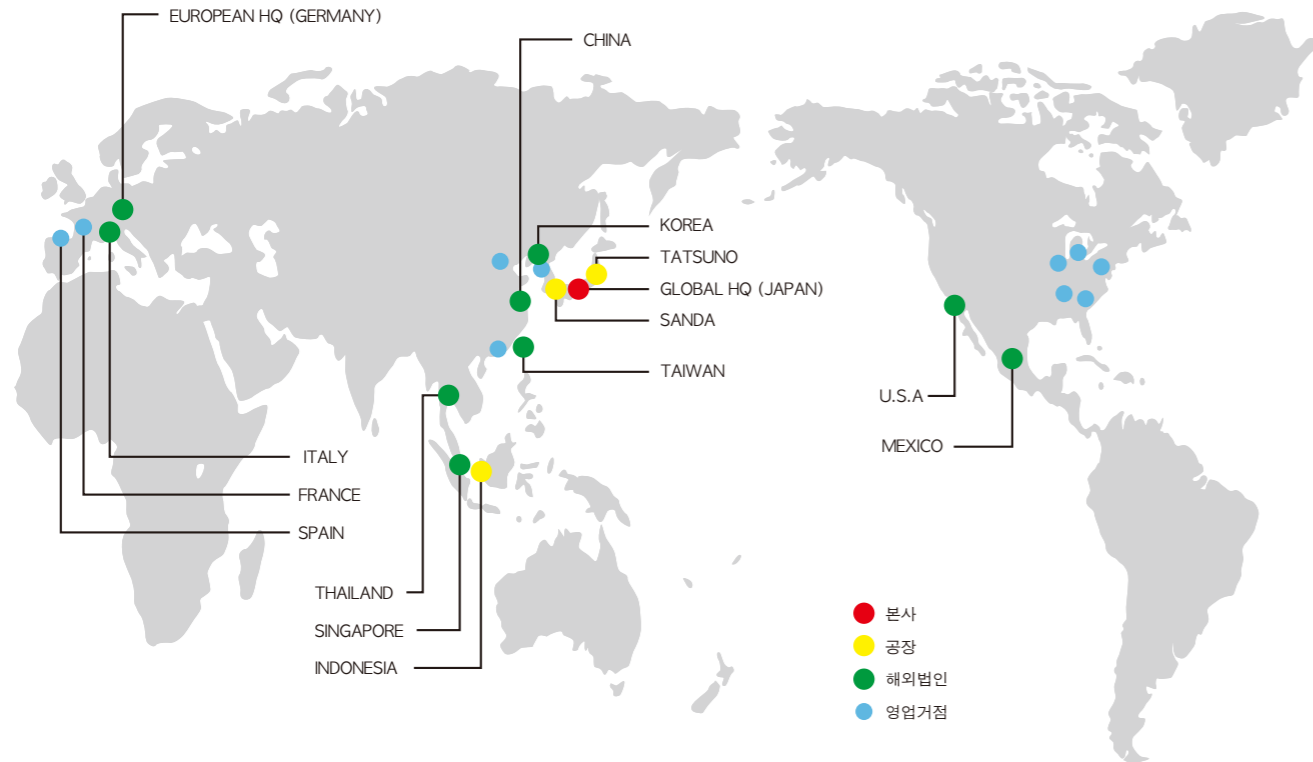 EUROPEAN HQ (GERMANY)
CHINA
KOREA
TATSUNO
GLOBAL HQ (JAPAN)
SANDA
TAIWAN
U.S.A
MEXICO
ITALY
FRANCE
SPAIN
THAILAND
SINGAPORE
INDONESIA
본사
공장
해외법인
영업거점